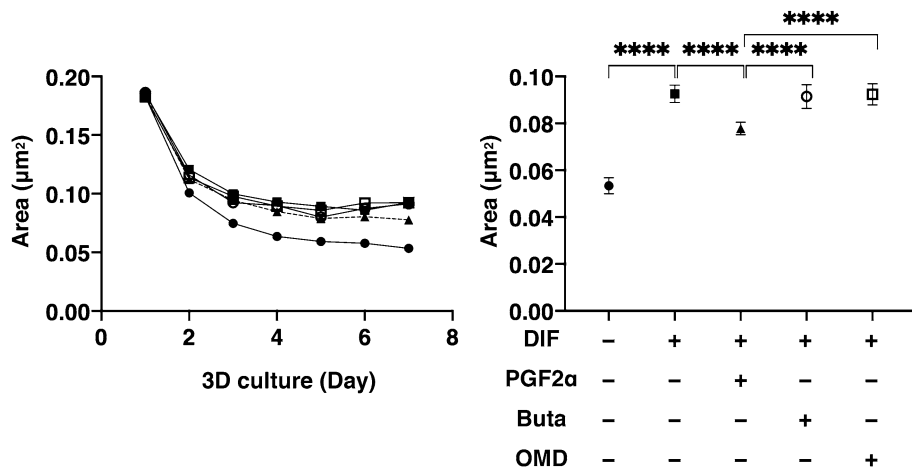 ****
**** **** ****
0.20
0.15
0.10
0.05
0.00
Area (μm²)
0 2 4 6 8
3D culture (Day)
0.10
0.08
0.06
0.04
0.02
0.00
Area (μm²)
DIF – + + + +
PGF2α – – + – –
Buta – – – + –
OMD – – – – +